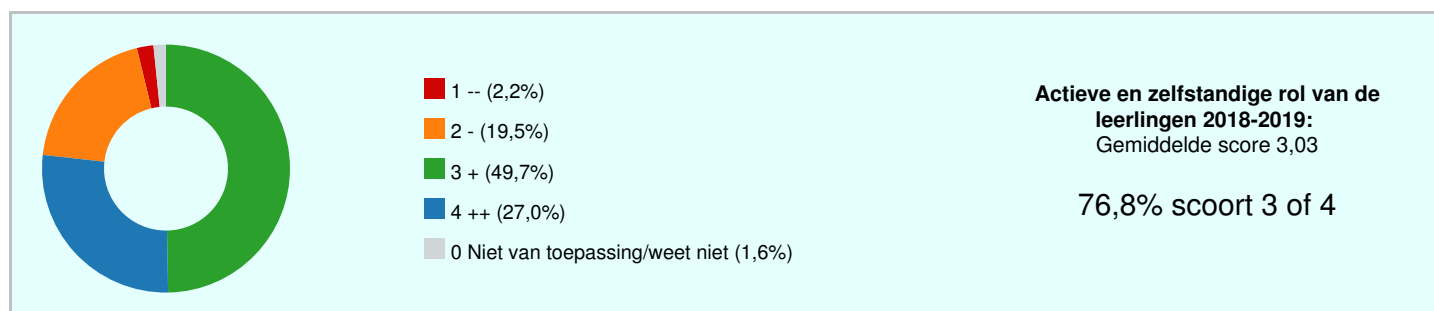 1 -- (2,2%)
2 - (19,5%)
3 + (49,7%)
4 ++ (27,0%)
0 Niet van toepassing/weet niet (1,6%)
Actieve en zelfstandige rol van de
leerlingen 2018-2019:
Gemiddelde score 3,03
76,8% scoort 3 of 4